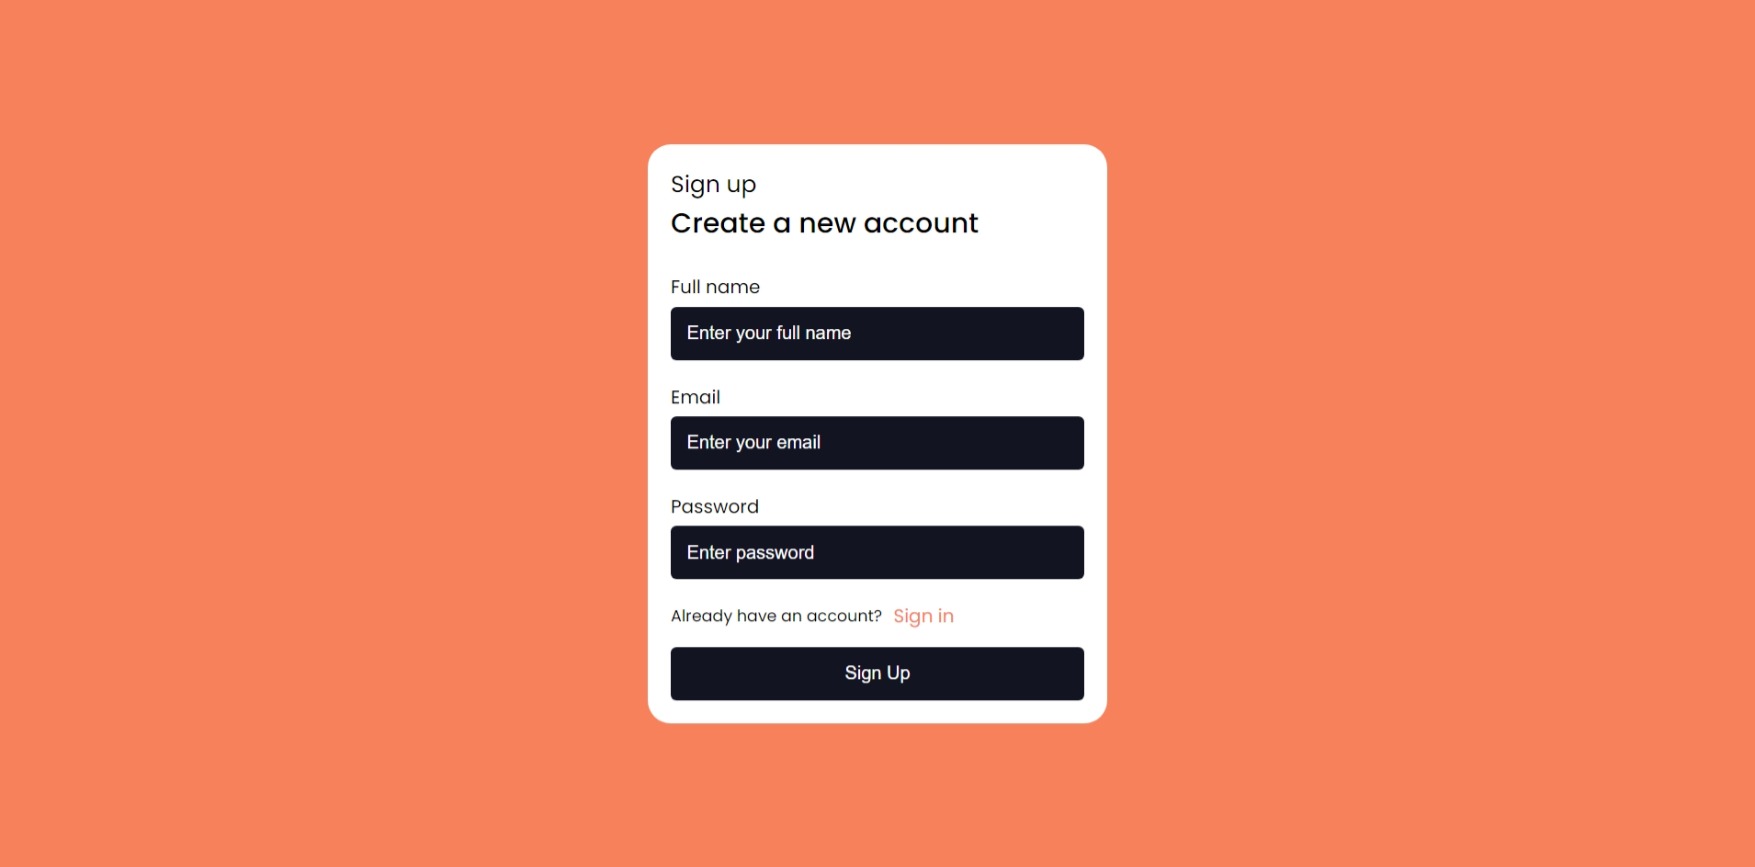 Sign up
Create a new account
Full name
Enter your full name
Email
Enter your email
Password
Enter password
Already have an account? Sign in
Sign Up